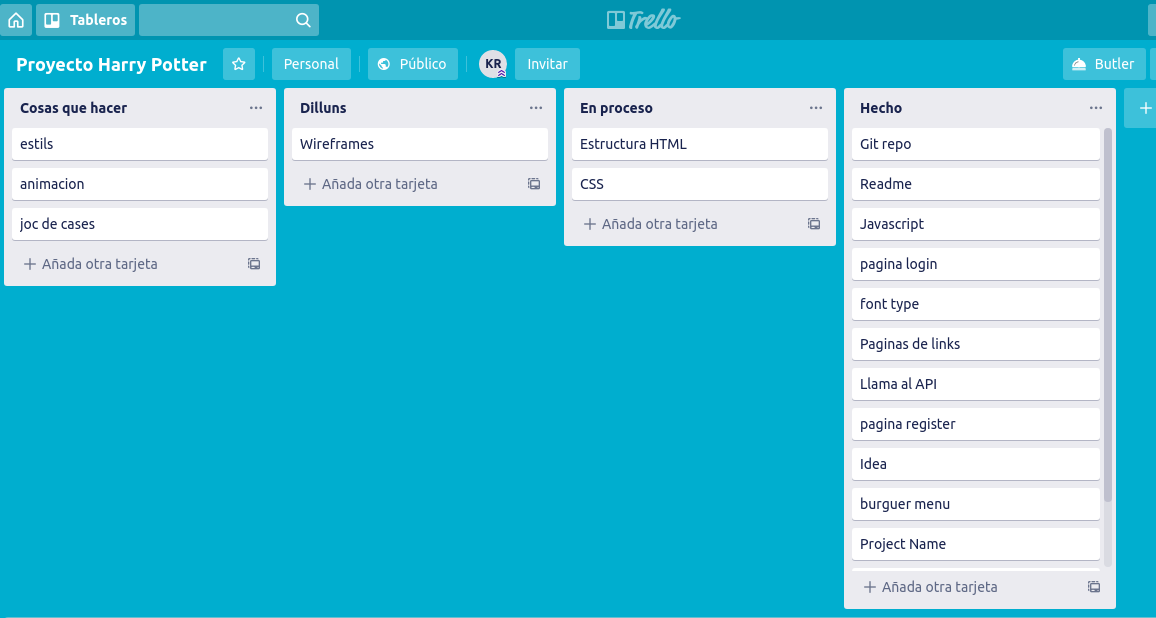 Tableros
Trello
Proyecto Harry Potter
Personal
Público
KR
Invitar
Butler
Cosas que hacer
estils
animacion
joc de cases
Añada otra tarjeta
Dilluns
Wireframes
Añada otra tarjeta
En proceso
Estructura HTML
CSS
Añada otra tarjeta
Hecho
Git repo
Readme
Javascript
pagina login
font type
Paginas de links
Llama al API
pagina register
Idea
burguer menu
Project Name
Añada otra tarjeta